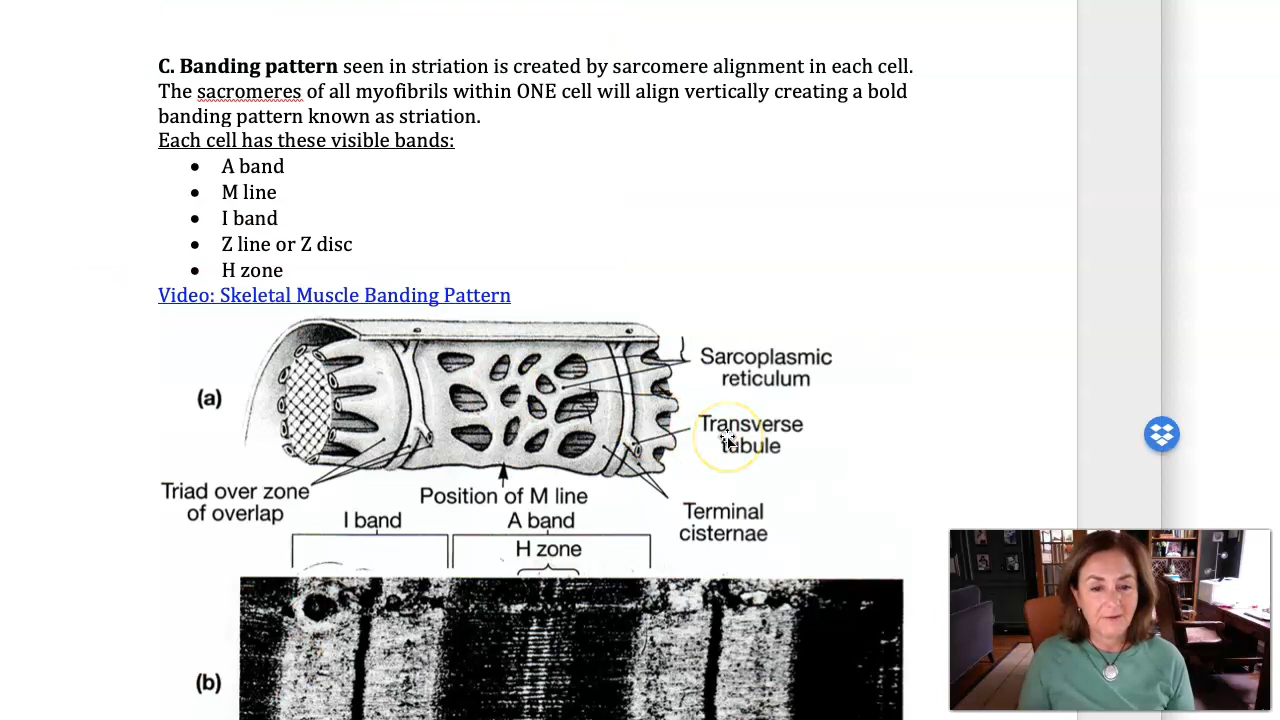 C. Banding pattern seen in striation is created by sarcomere alignment in each cell.
The sacromeres of all myofibrils within ONE cell will align vertically creating a bold
banding pattern known as striation.
Each cell has these visible bands:
• A band
• M line
• I band
• Z line or Z disc
• H zone
Video: Skeletal Muscle Banding Pattern
(a)
Sarcoplasmic
reticulum
Transverse
tubule
Triad over zone
of overlap
Position of M line
Terminal
cisternae
I band
A band
H zone
(b)